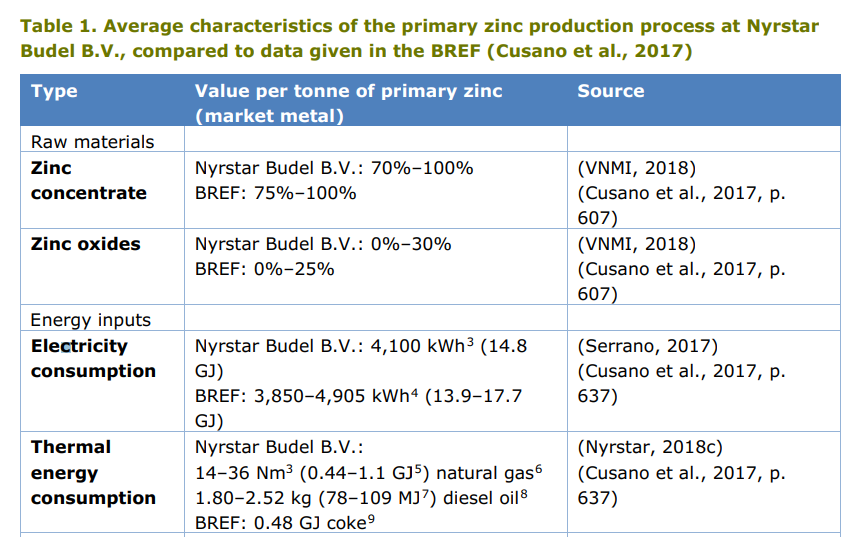 Table 1. Average characteristics of the primary zinc production process at Nyrstar
Budel B.V., compared to data given in the BREF (Cusano et al., 2017)
Type Value per tonne of primary zinc Source
(market metal)
Raw materials
Zinc Nyrstar Budel B.V.: 70%–100% (VNMI, 2018)
concentrate BREF: 75%–100% (Cusano et al., 2017, p.
607)
Zinc oxides Nyrstar Budel B.V.: 0%–30% (VNMI, 2018)
BREF: 0%–25% (Cusano et al., 2017, p.
607)
Energy inputs
Electricity Nyrstar Budel B.V.: 4,100 kWh³ (14.8 (Serrano, 2017)
consumption GJ) (Cusano et al., 2017, p.
BREF: 3,850–4,905 kWh⁴ (13.9–17.7 637)
GJ)
Thermal Nyrstar Budel B.V.: (Nyrstar, 2018c)
energy 14–36 Nm³ (0.44–1.1 GJ⁵) natural gas⁶ (Cusano et al., 2017, p.
consumption 1.80–2.52 kg (78–109 MJ⁷) diesel oil⁸ 637)
BREF: 0.48 GJ coke⁹